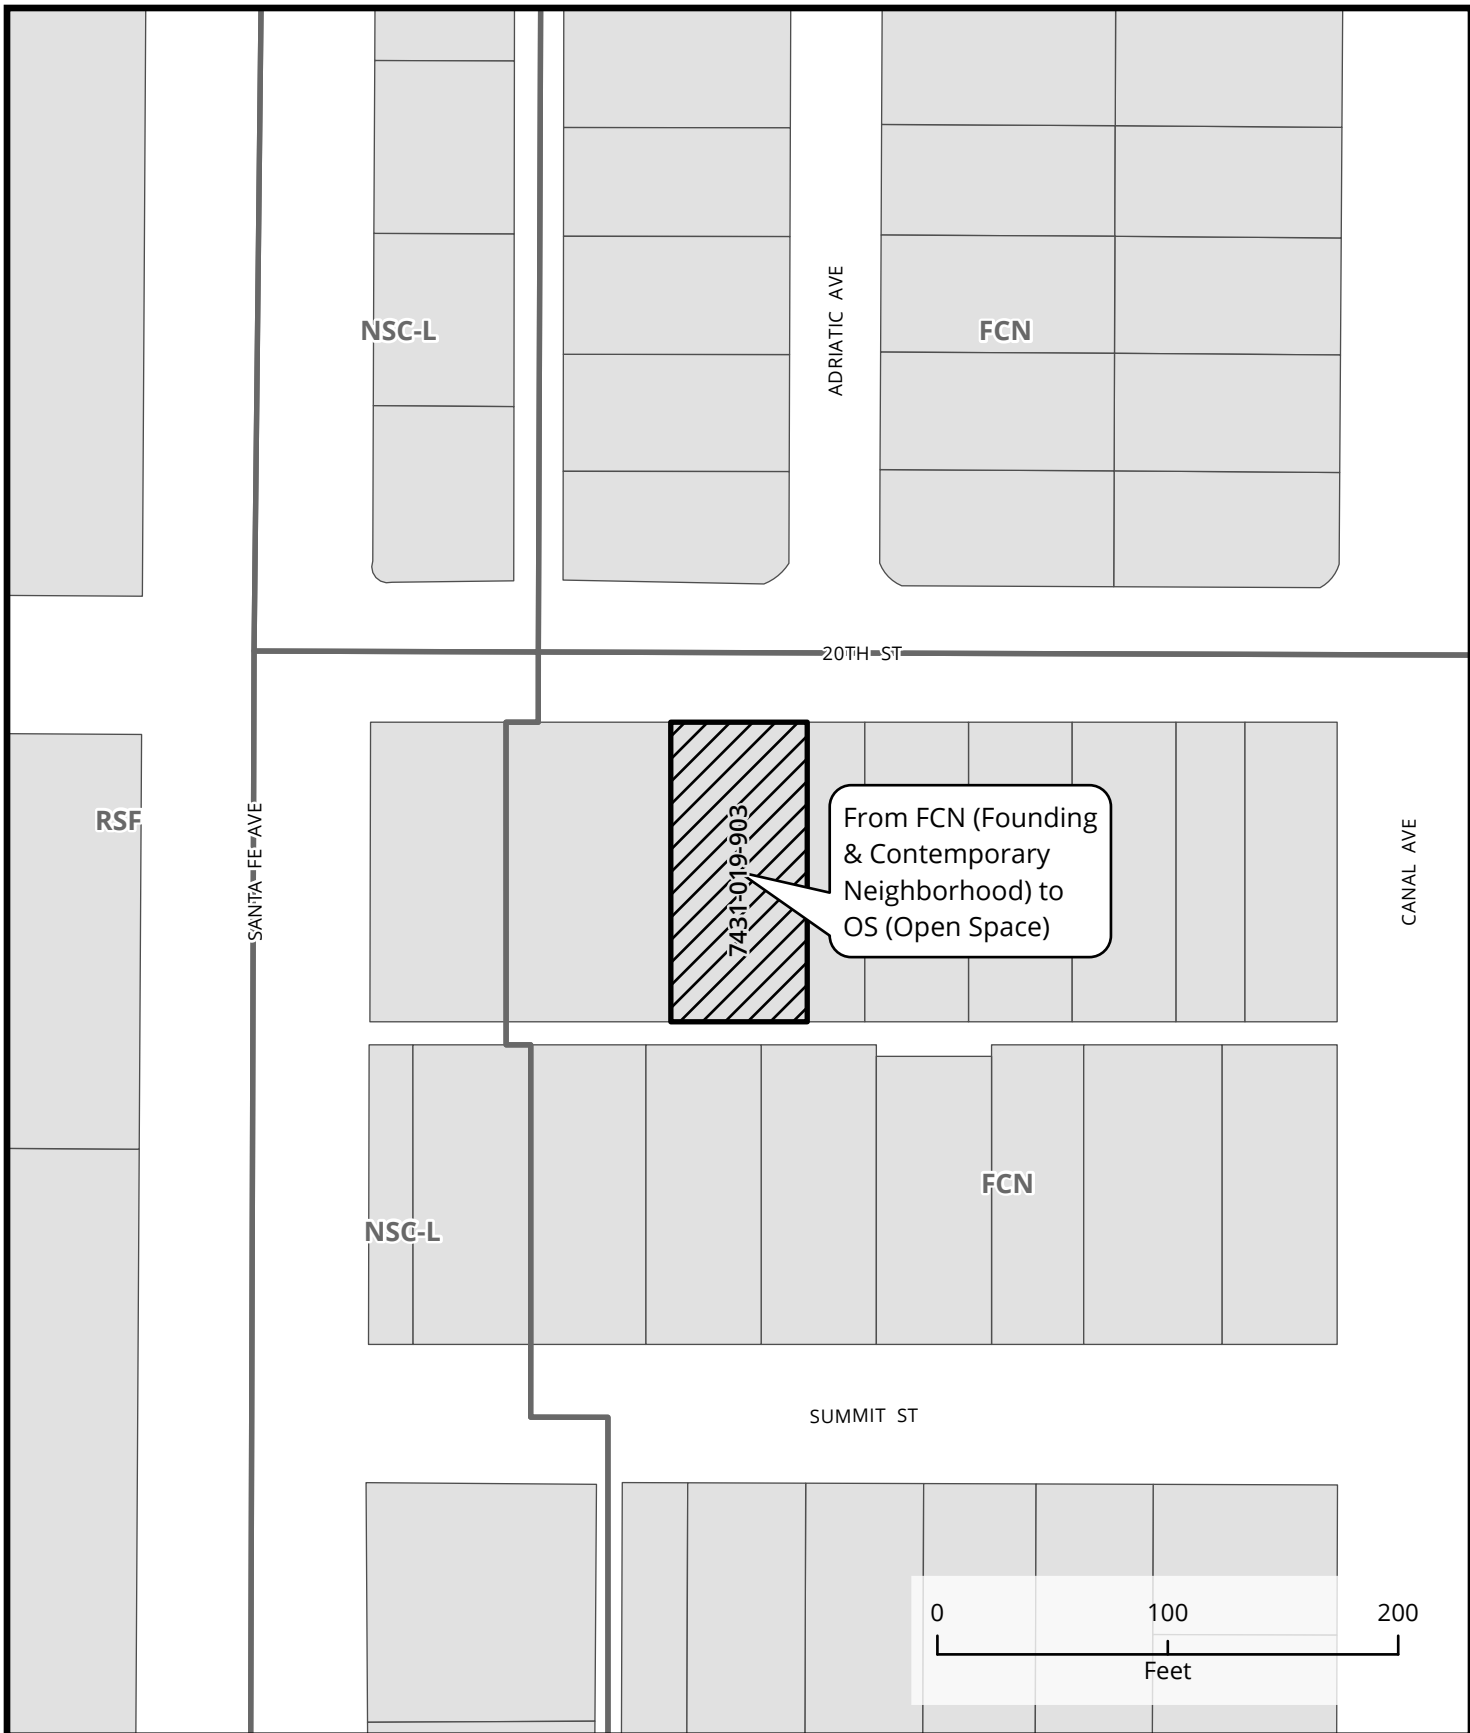 NSC-L
FCN
ADRIATIC AVE
20TH ST
RSF
SANTA FE AVE
7431-019-903
From FCN (Founding
& Contemporary
Neighborhood) to
OS (Open Space)
CANAL AVE
NSC-L
FCN
SUMMIT ST
0 100 200
Feet